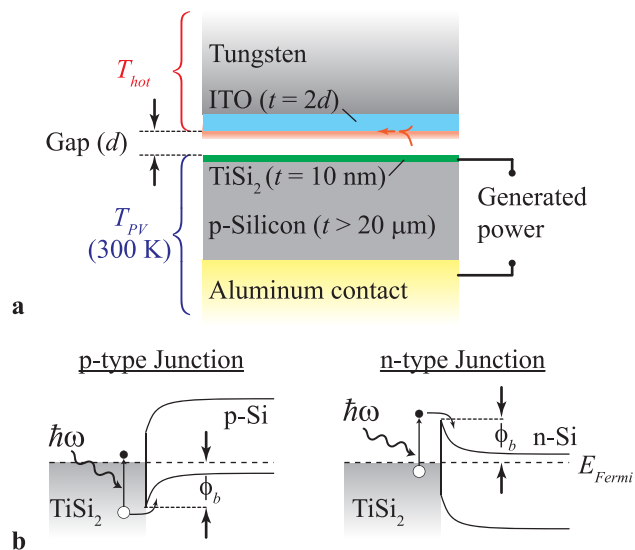 Tungsten
T_hot
ITO (t = 2d)
Gap (d)
TiSi₂ (t = 10 nm)
T_PV
(300 K)
p-Silicon (t > 20 μm)
Generated
power
Aluminum contact
a
p-type Junction
n-type Junction
p-Si
ħω
ϕ_b
TiSi₂
ħω
ϕ_b
n-Si
E_Fermi
TiSi₂
b